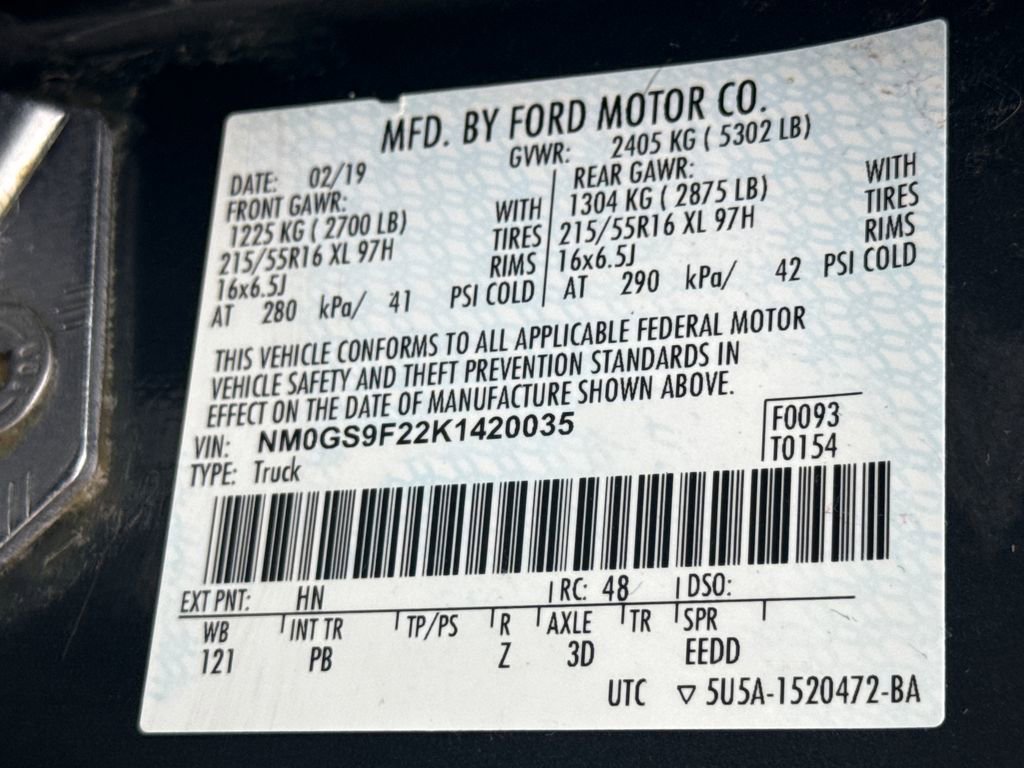 MFD. BY FORD MOTOR CO.
DATE: 02/19 GVWR: 2405 KG ( 5302 LB)
FRONT GAWR: REAR GAWR:
1225 KG ( 2700 LB) WITH 1304 KG ( 2875 LB) WITH
215/55R16 XL 97H TIRES 215/55R16 XL 97H TIRES
16x6.5J RIMS 16x6.5J RIMS
AT 280 kPa/ 41 PSI COLD AT 290 kPa/ 42 PSI COLD
THIS VEHICLE CONFORMS TO ALL APPLICABLE FEDERAL MOTOR
VEHICLE SAFETY AND THEFT PREVENTION STANDARDS IN
EFFECT ON THE DATE OF MANUFACTURE SHOWN ABOVE.
VIN: NM0GS9F22K1420035 F0093
TYPE: Truck T0154
EXT PNT: HN RC: 48 DSO:
WB INT TR TP/PS R AXLE TR SPR
121 PB Z 3D EEDD
UTC ▽ 5U5A-1520472-BA